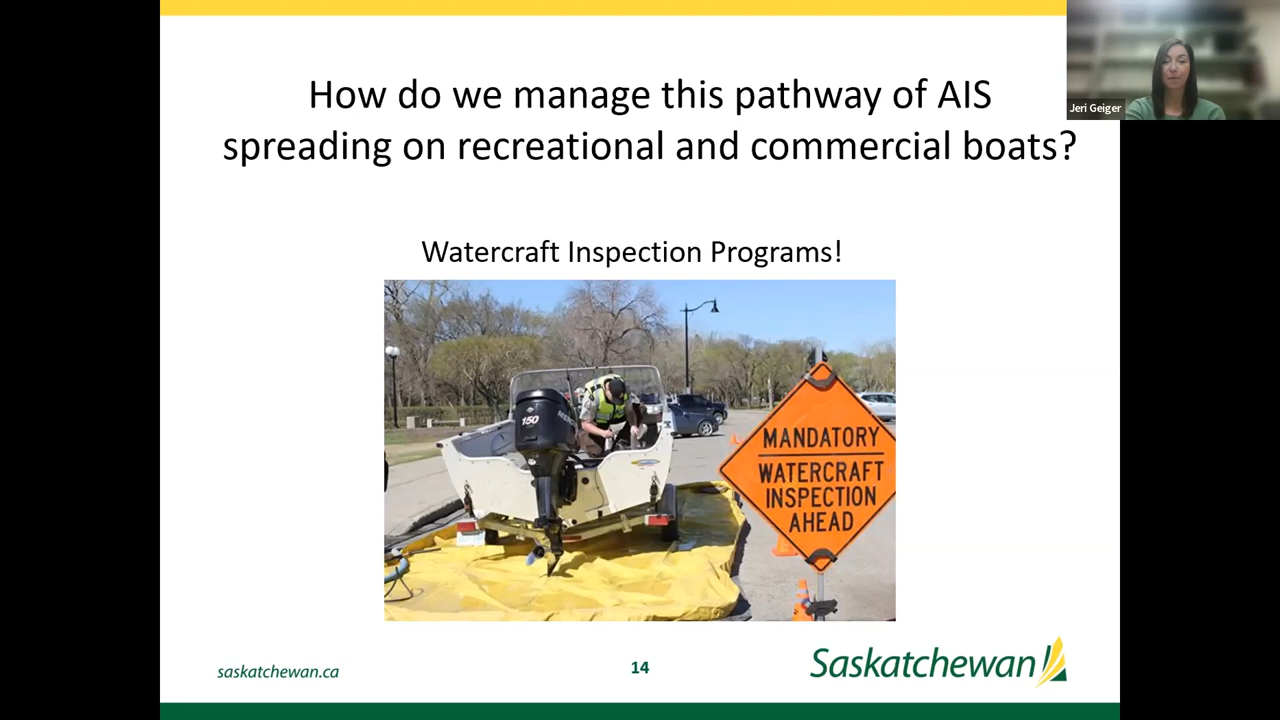 How do we manage this pathway of AIS
spreading on recreational and commercial boats?
Jeri Geiger
Watercraft Inspection Programs!
150
MANDATORY
WATERCRAFT
INSPECTION
AHEAD
saskatchewan.ca
14
Saskatchewan